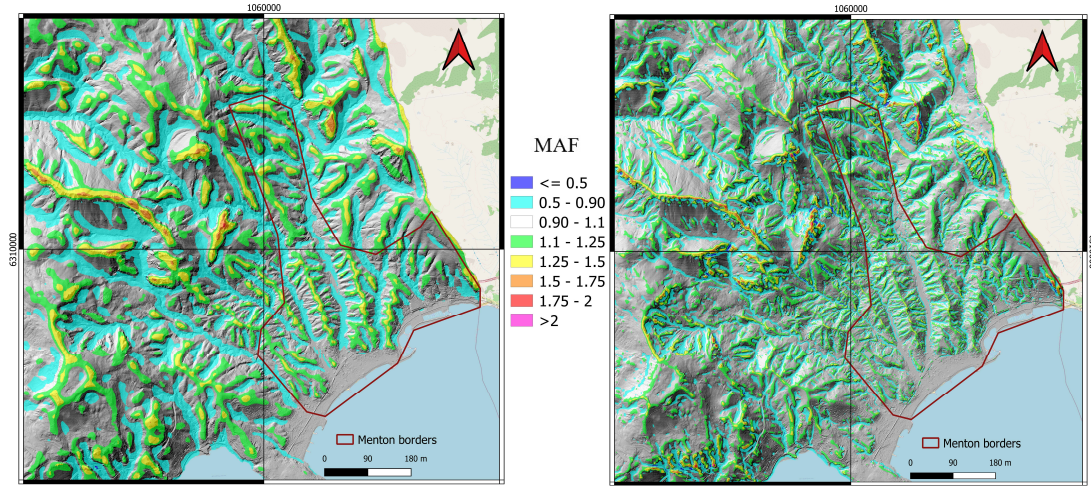 1060000
6310000
Menton borders
0 90 180 m
MAF
<= 0.5
0.5 - 0.90
0.90 - 1.1
1.1 - 1.25
1.25 - 1.5
1.5 - 1.75
1.75 - 2
>2
1060000
Menton borders
0 90 180 m